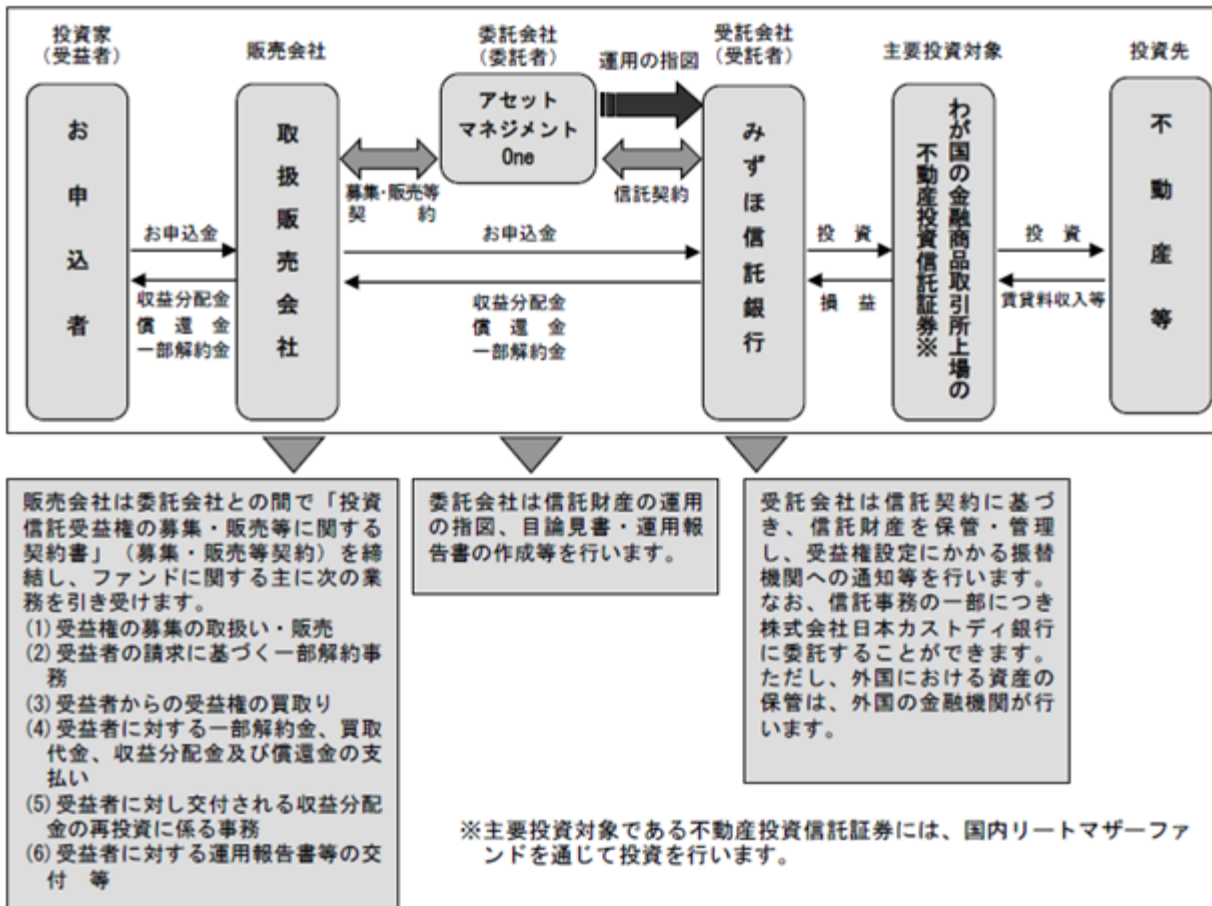 投資家
（受益者）
販売会社
委託会社
（委託者）
運用の指図
受託会社
（受託者）
主要投資対象
投資先
お申込者
取扱販売会社
アセット
マネジメント
One
みずほ信託銀行
わが国の金融商品取引所上場の
不動産投資信託証券※
不動産等
募集・販売等
契　　約
信託契約
お申込金
収益分配金
償　還　金
一部解約金
お申込金
収益分配金
償　還　金
一部解約金
投　資
損　益
投　資
賃貸料収入等
販売会社は委託会社との間で「投資
信託受益権の募集・販売等に関する
契約書」（募集・販売等契約）を締
結し、ファンドに関する主に次の業
務を引き受けます。
(1)受益権の募集の取扱い・販売
(2)受益者の請求に基づく一部解約事
務
(3)受益者からの受益権の買取り
(4)受益者に対する一部解約金、買取
代金、収益分配金及び償還金の支
払い
(5)受益者に対し交付される収益分配
金の再投資に係る事務
(6)受益者に対する運用報告書等の交
付　等
委託会社は信託財産の運用
の指図、目論見書・運用報
告書の作成等を行います。
受託会社は信託契約に基づ
き、信託財産を保管・管理
し、受益権設定にかかる振替
機関への通知等を行います。
なお、信託事務の一部につき
株式会社日本カストディ銀行
に委託することができます。
ただし、外国における資産の
保管は、外国の金融機関が行
います。
※主要投資対象である不動産投資信託証券には、国内リートマザーファ
ンドを通じて投資を行います。